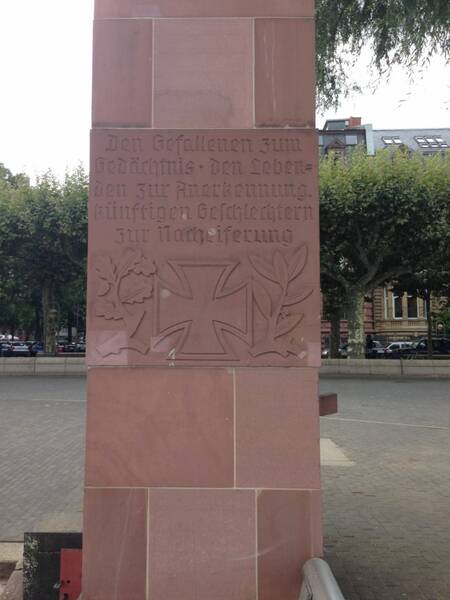 Den Gefallenen zum
Gedächtnis · den Leben-
den zur Anerkennung,
künftigen Geschlechtern
zur Nacheiferung